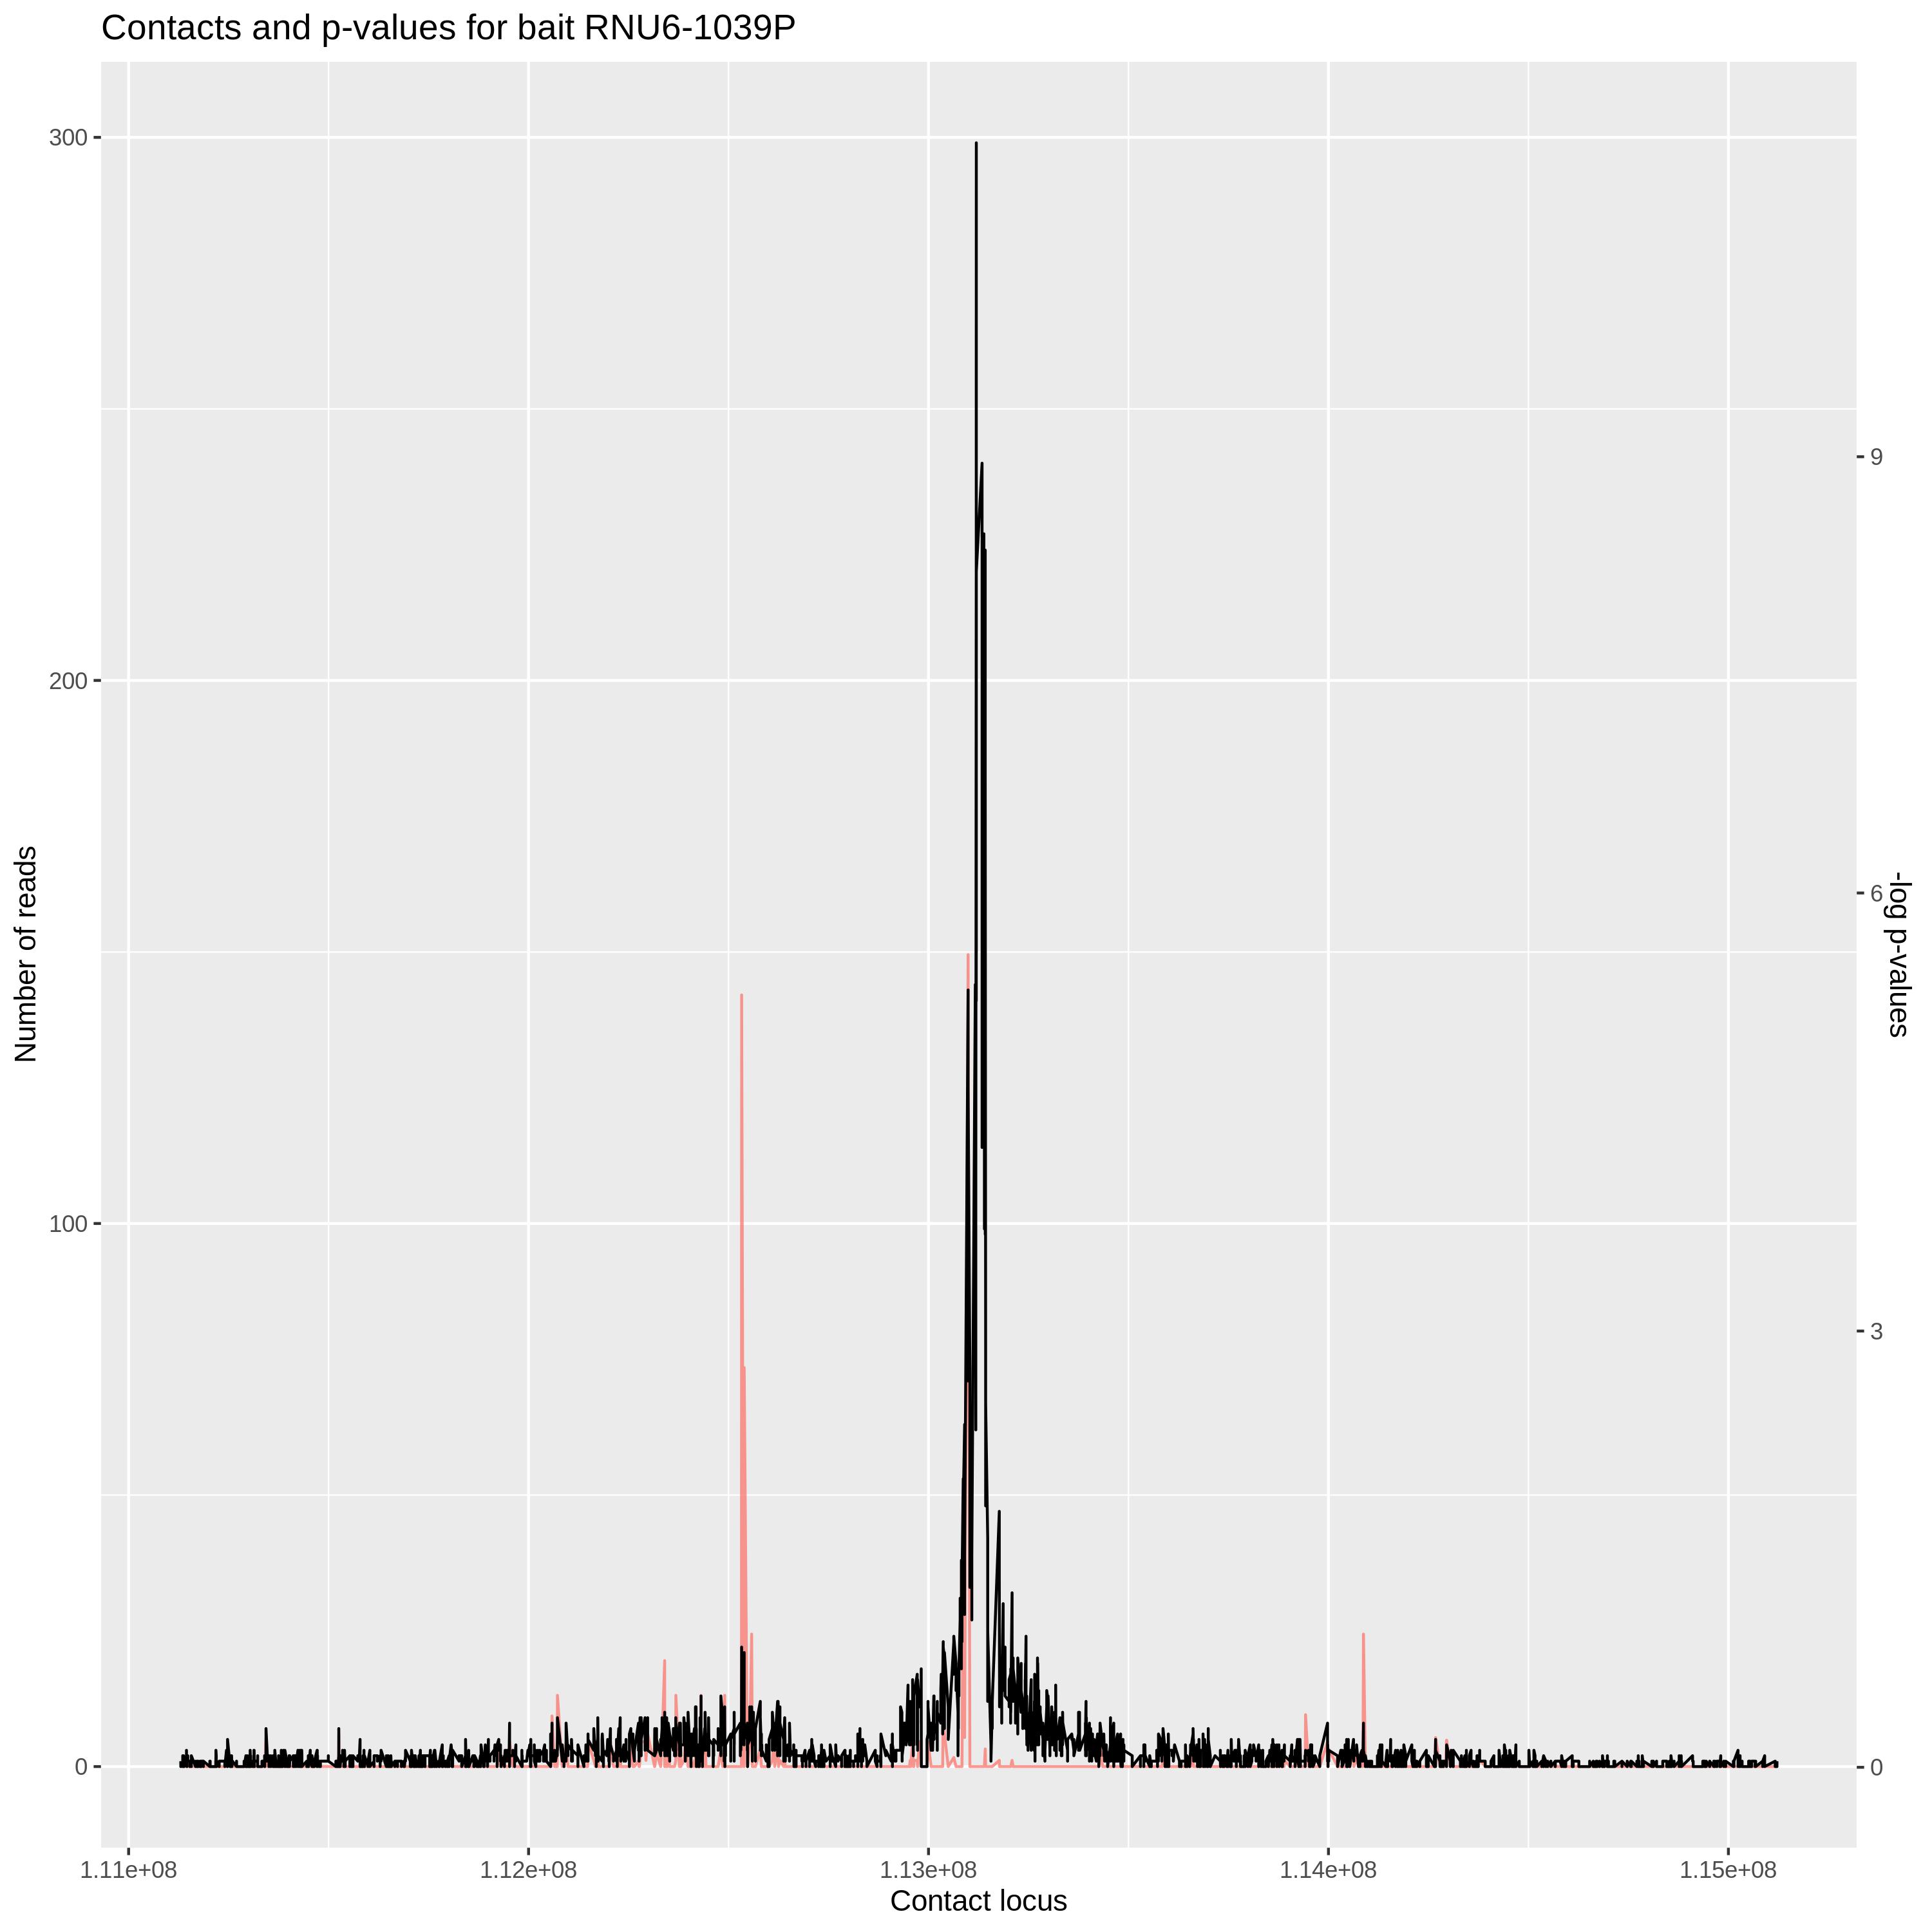 Contacts and p-values for bait RNU6-1039P
300
200
100
0
Number of reads
9
6
3
0
-log p-values
1.11e+08
1.12e+08
1.13e+08
1.14e+08
1.15e+08
Contact locus